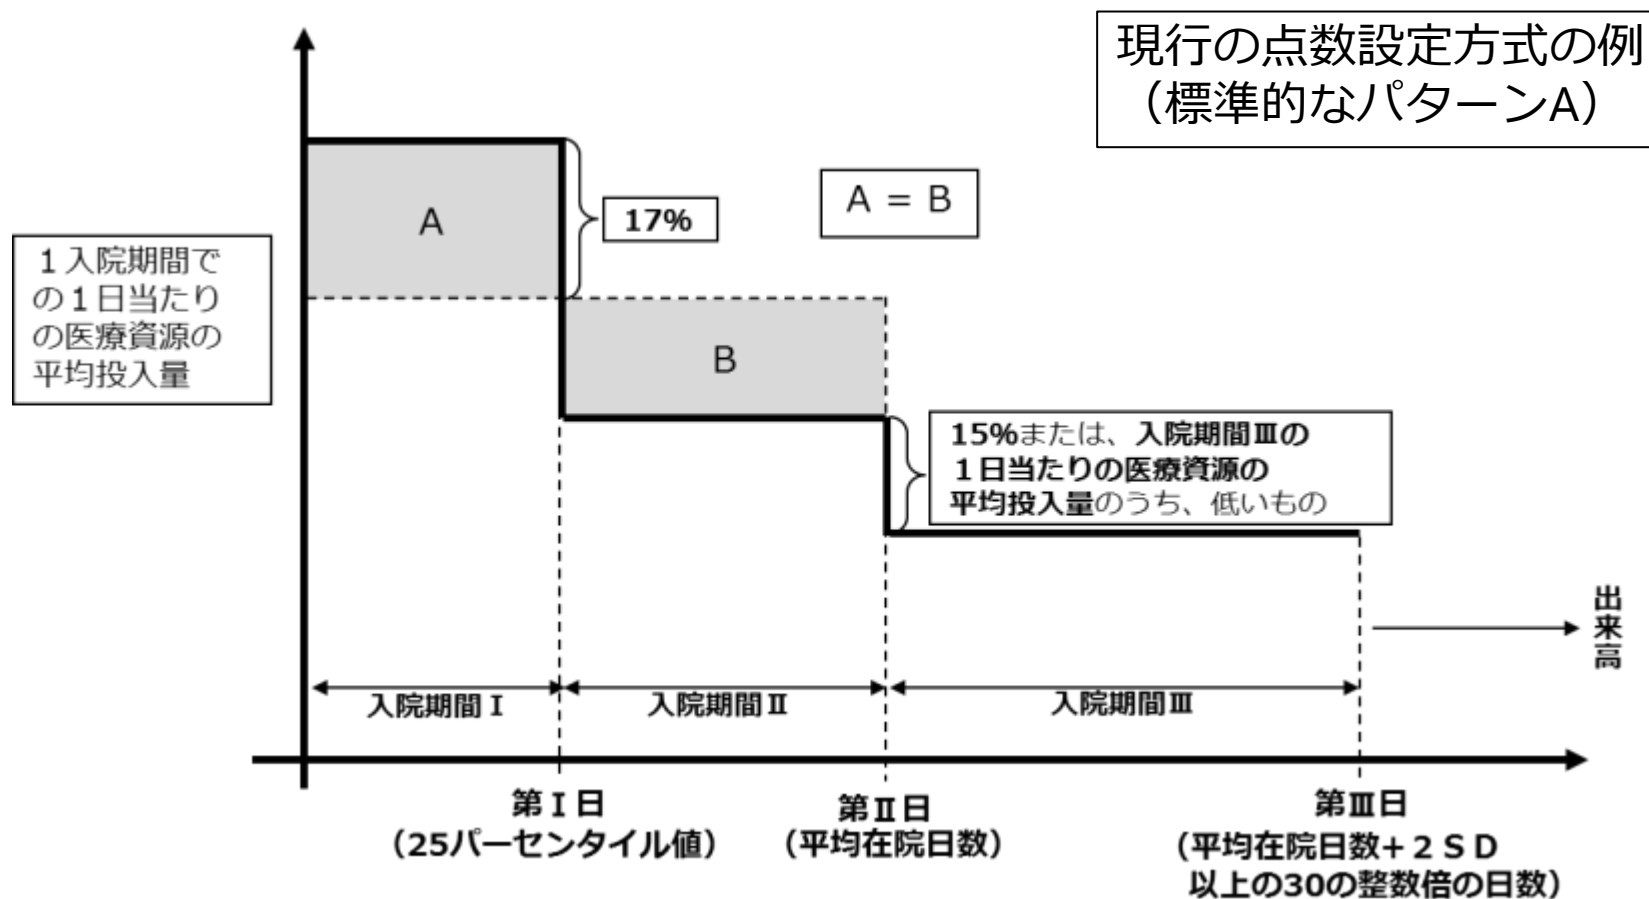 現行の点数設定方式の例
（標準的なパターンA）
A
17%
A = B
１入院期間で
の１日当たり
の医療資源の
平均投入量
B
15%または、入院期間Ⅲの
１日当たりの医療資源の
平均投入量のうち、低いもの
出来高
入院期間Ⅰ
入院期間Ⅱ
入院期間Ⅲ
第Ⅰ日
（25パーセンタイル値）
第Ⅱ日
（平均在院日数）
第Ⅲ日
（平均在院日数+２ＳＤ
以上の30の整数倍の日数）